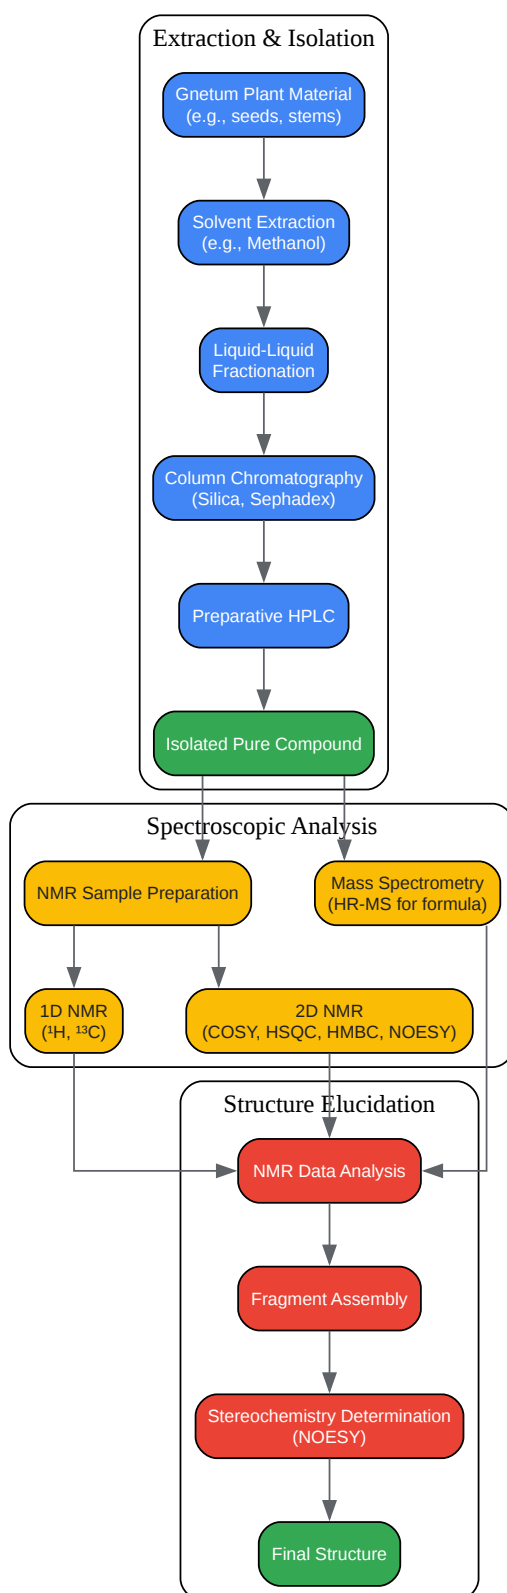 Extraction & Isolation
Gnetum Plant Material
(e.g., seeds, stems)
Solvent Extraction
(e.g., Methanol)
Liquid-Liquid
Fractionation
Column Chromatography
(Silica, Sephadex)
Preparative HPLC
Isolated Pure Compound
Spectroscopic Analysis
NMR Sample Preparation
Mass Spectrometry
(HR-MS for formula)
1D NMR
(¹H, ¹³C)
2D NMR
(COSY, HSQC, HMBC, NOESY)
Structure Elucidation
NMR Data Analysis
Fragment Assembly
Stereochemistry Determination
(NOESY)
Final Structure